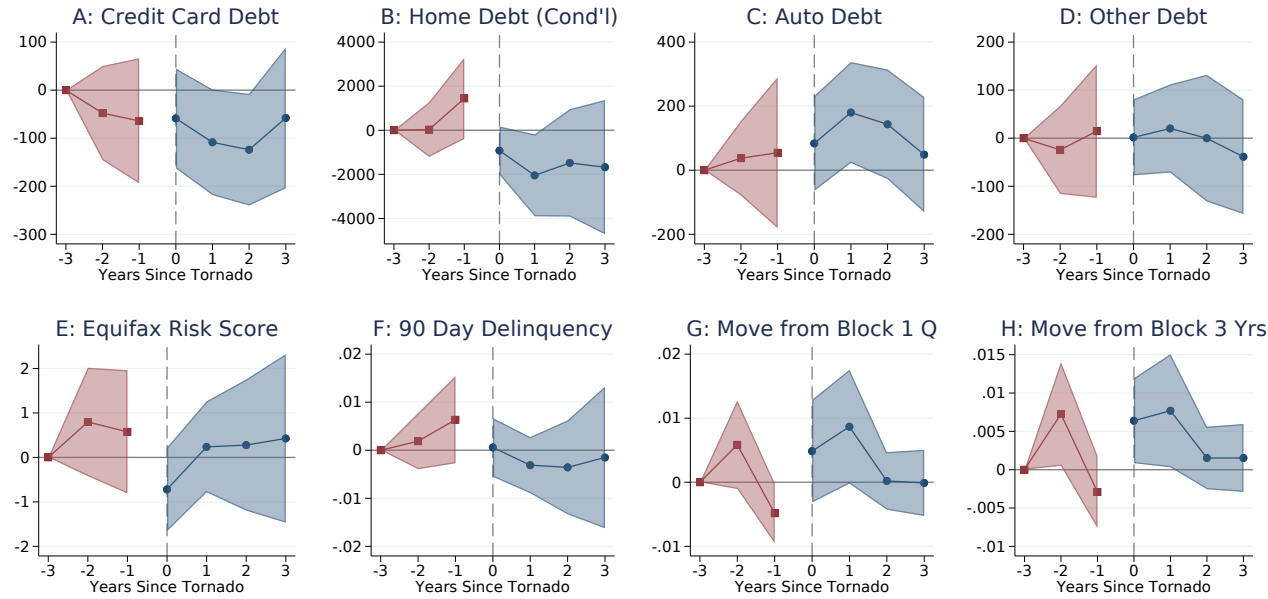 A: Credit Card Debt
100
0
-100
-200
-300
-3 -2 -1 0 1 2 3
Years Since Tornado
B: Home Debt (Cond'l)
4000
2000
0
-2000
-4000
-3 -2 -1 0 1 2 3
Years Since Tornado
C: Auto Debt
400
200
0
-200
-3 -2 -1 0 1 2 3
Years Since Tornado
D: Other Debt
200
100
0
-100
-200
-3 -2 -1 0 1 2 3
Years Since Tornado
E: Equifax Risk Score
2
1
0
-1
-2
-3 -2 -1 0 1 2 3
Years Since Tornado
F: 90 Day Delinquency
.02
.01
0
-.01
-.02
-3 -2 -1 0 1 2 3
Years Since Tornado
G: Move from Block 1 Q
.02
.01
0
-.01
-3 -2 -1 0 1 2 3
Years Since Tornado
H: Move from Block 3 Yrs
.015
.01
.005
0
-.005
-.01
-3 -2 -1 0 1 2 3
Years Since Tornado